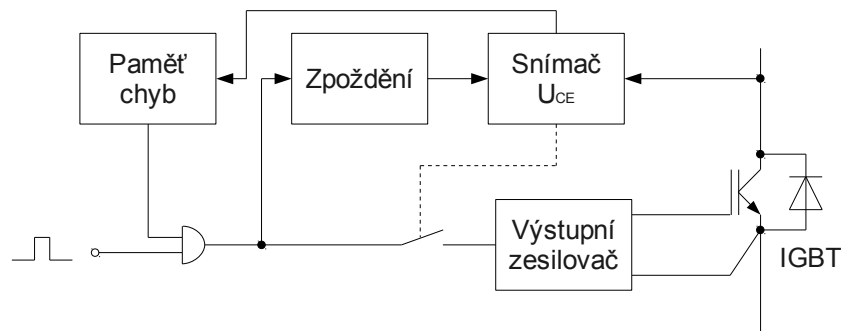 Paměť
chyb
Zpoždění
Snímač
UCE
Výstupní
zesilovač
IGBT